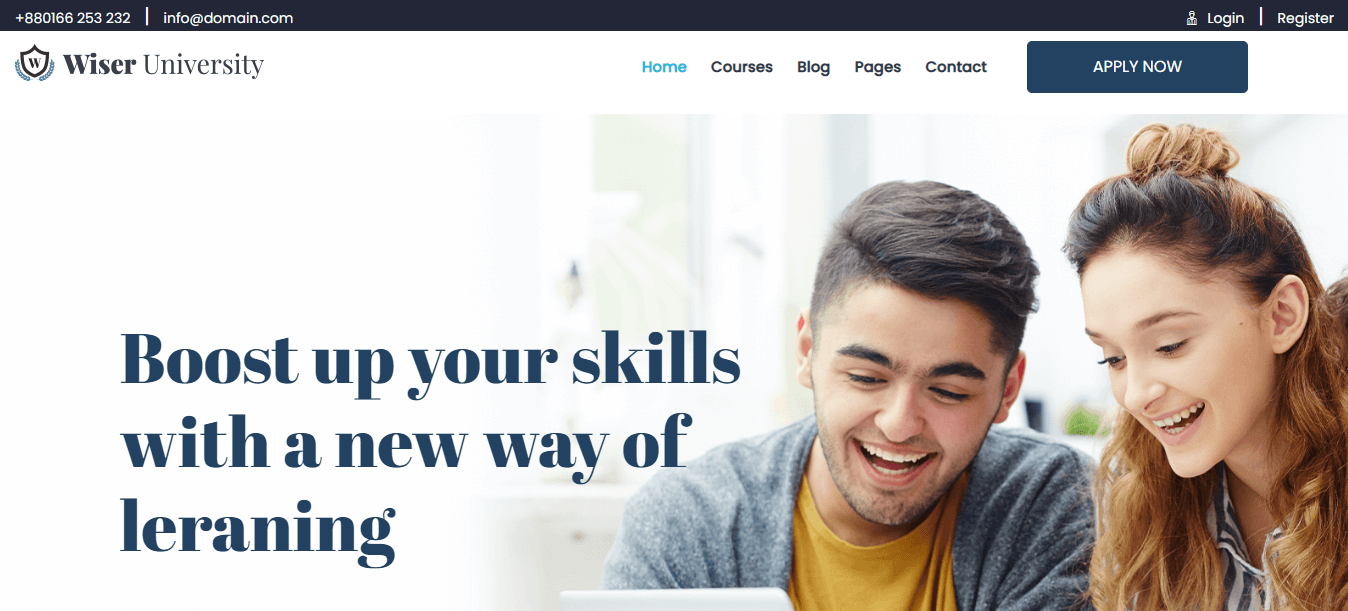 +880166 253 232 | info@domain.com Login | Register
W Wiser University Home Courses Blog Pages Contact APPLY NOW
Boost up your skills
with a new way of
leraning